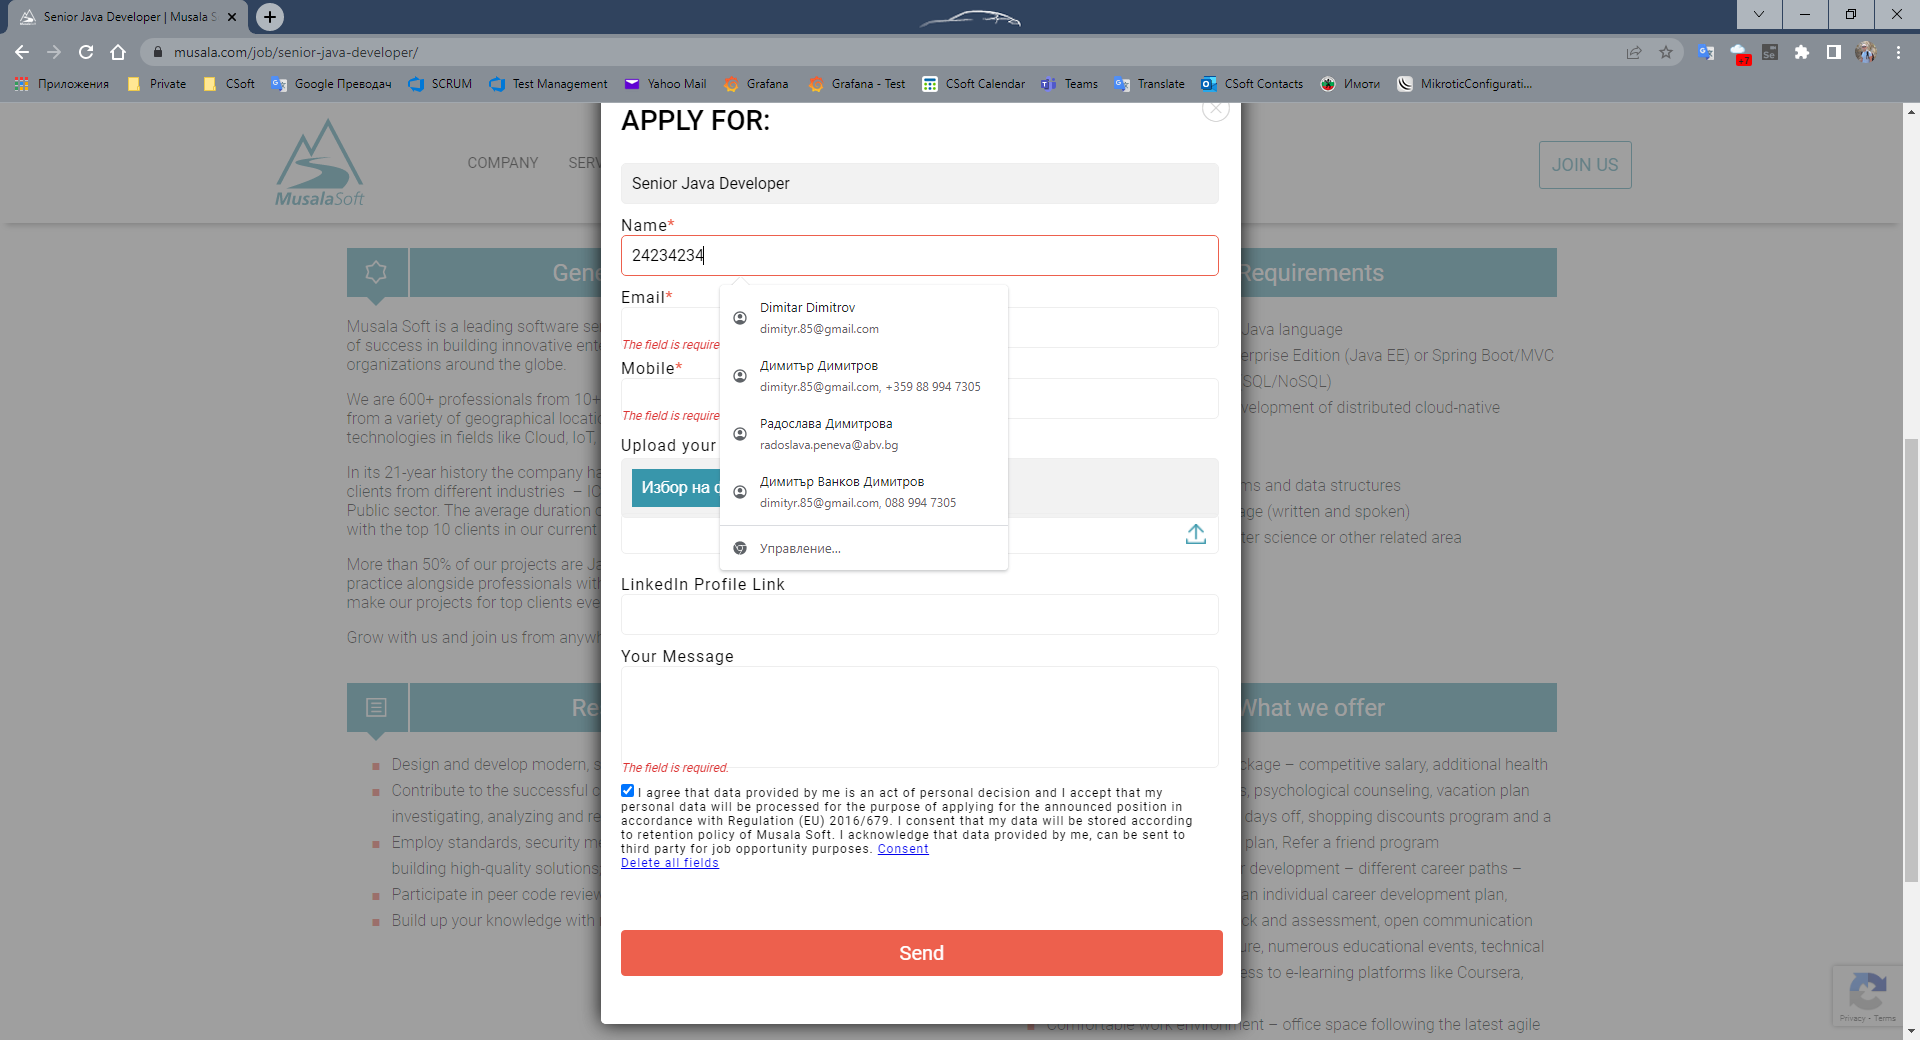 Senior Java Developer | Musala S
musala.com/job/senior-java-developer/
Приложения Private CSoft Google Преводач SCRUM Test Management Yahoo Mail Grafana Grafana - Test CSoft Calendar Teams Translate CSoft Contacts Имоти MikroticConfigurati...
MusalaSoft
COMPANY SERV
JOIN US
APPLY FOR:
Senior Java Developer
Name*
24234234
Email*
The field is require
Mobile*
The field is require
Upload your
Избор на
LinkedIn Profile Link
Your Message
The field is required.
I agree that data provided by me is an act of personal decision and I accept that my
personal data will be processed for the purpose of applying for the announced position in
accordance with Regulation (EU) 2016/679. I consent that my data will be stored according
to retention policy of Musala Soft. I acknowledge that data provided by me, can be sent to
third party for job opportunity purposes. Consent
Delete all fields
Send
Dimitar Dimitrov
dimityr.85@gmail.com
Димитър Димитров
dimityr.85@gmail.com, +359 88 994 7305
Радослава Димитрова
radoslava.peneva@abv.bg
Димитър Ванков Димитров
dimityr.85@gmail.com, 088 994 7305
Управление...
Gene
Musala Soft is a leading software se
of success in building innovative ente
organizations around the globe.
We are 600+ professionals from 10+
from a variety of geographical locatio
technologies in fields like Cloud, IoT,
In its 21-year history the company ha
clients from different industries – IC
Public sector. The average duration o
with the top 10 clients in our current
More than 50% of our projects are Ja
practice alongside professionals with
make our projects for top clients eve
Grow with us and join us from anywh
Requirements
Java language
erprise Edition (Java EE) or Spring Boot/MVC
SQL/NoSQL)
velopment of distributed cloud-native
ms and data structures
age (written and spoken)
ter science or other related area
Re
Design and develop modern, s
Contribute to the successful c
investigating, analyzing and re
Employ standards, security me
building high-quality solutions,
Participate in peer code review
Build up your knowledge with
What we offer
ckage – competitive salary, additional health
s, psychological counseling, vacation plan
days off, shopping discounts program and a
plan, Refer a friend program
r development – different career paths –
an individual career development plan,
ck and assessment, open communication
ure, numerous educational events, technical
ess to e-learning platforms like Coursera,
Comfortable work environment – office space following the latest agile
Privacy - Terms